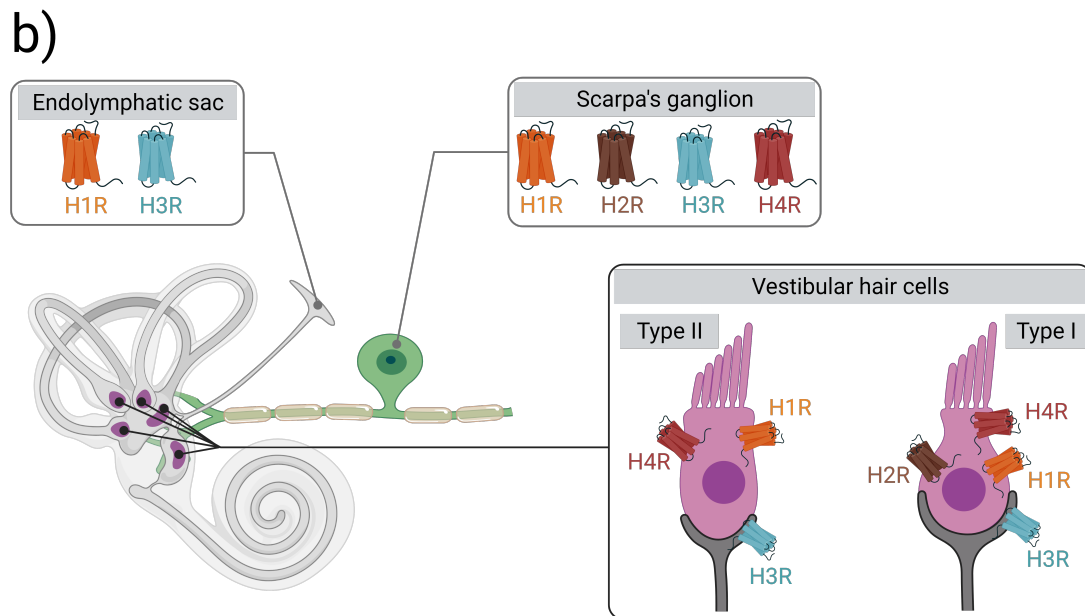 b)
Endolymphatic sac
H1R H3R
Scarpa's ganglion
H1R H2R H3R H4R
Vestibular hair cells
Type II
H1R
H4R
H3R
Type I
H4R
H2R
H1R
H3R